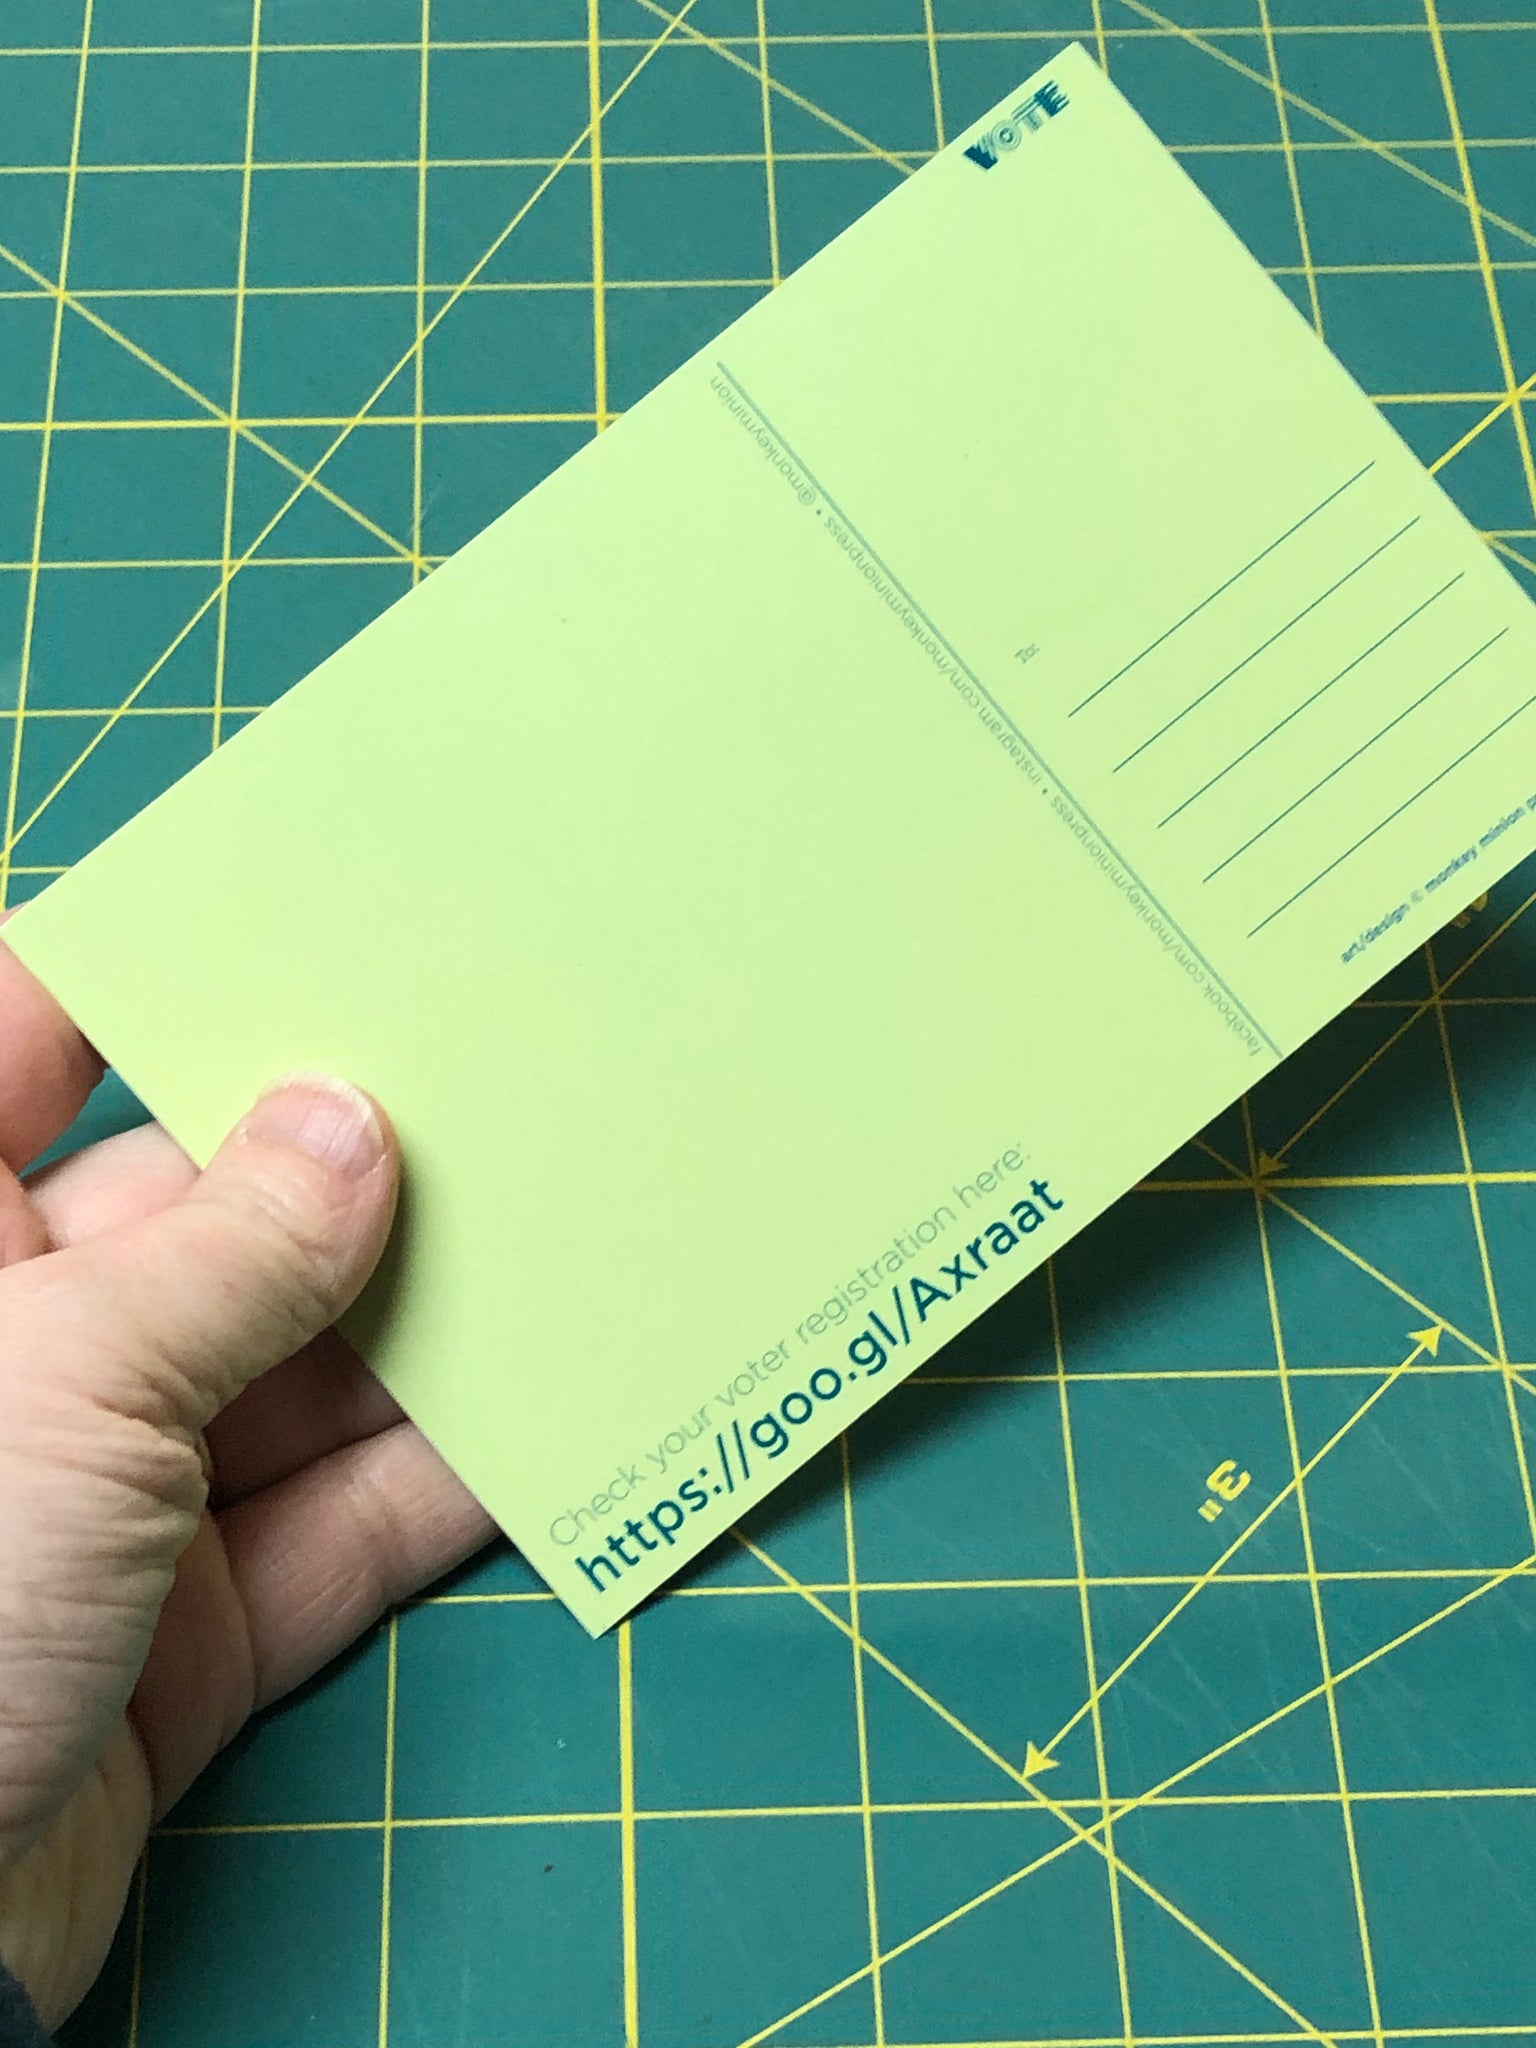 VOTE
facebook.com/monkeyminionpress • instagram.com/monkeyminionpress • @monkeyminion
To:
art/design © monkey minion
Check your voter registration here:
https://goo.gl/Axraat
3"